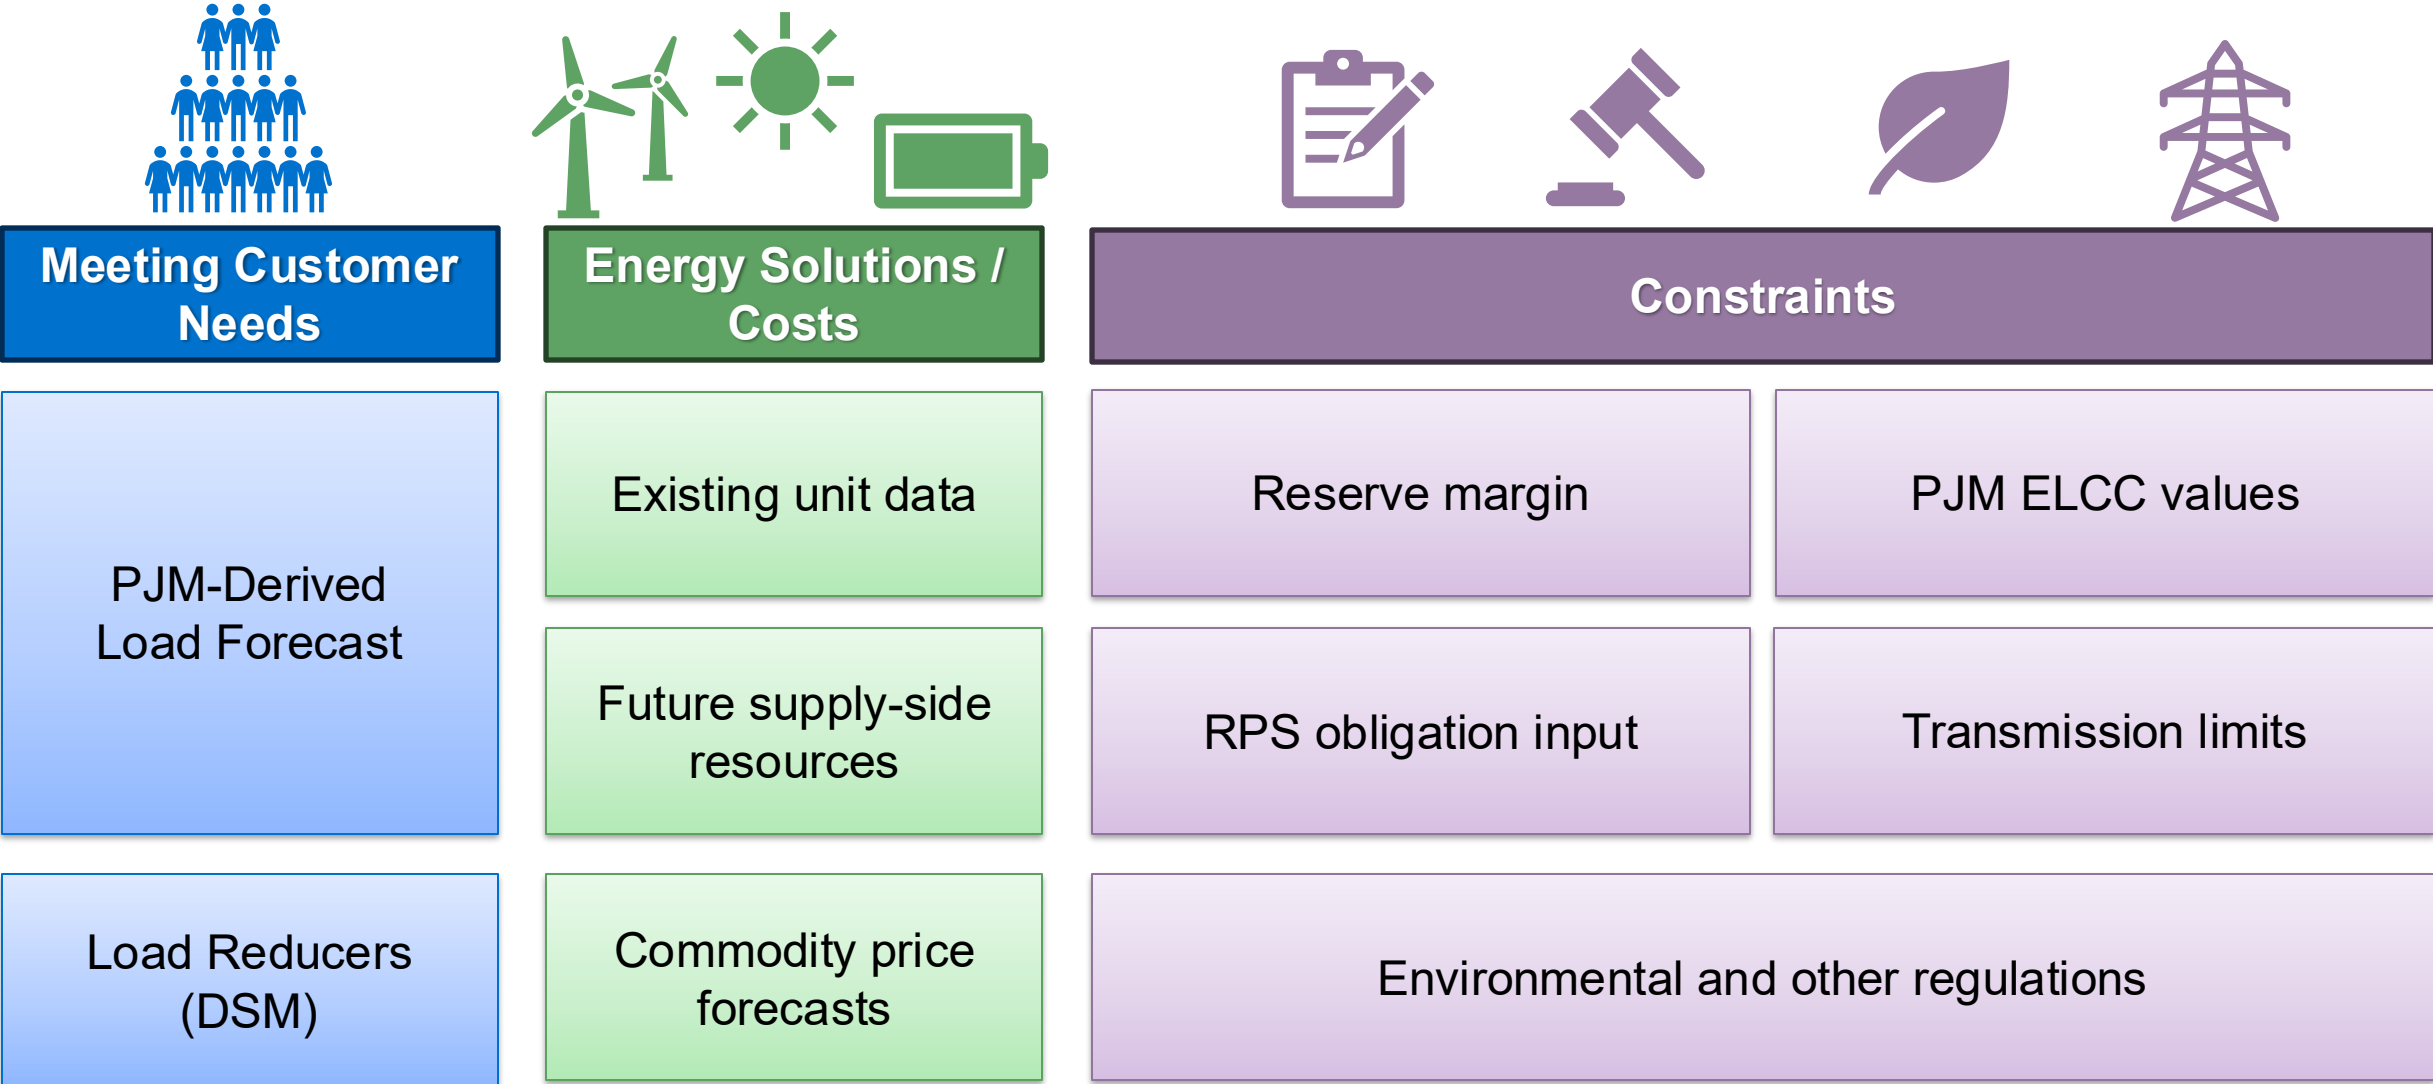 Meeting Customer
Needs
Energy Solutions /
Costs
Constraints
PJM-Derived
Load Forecast
Load Reducers
(DSM)
Existing unit data
Future supply-side
resources
Commodity price
forecasts
Reserve margin
PJM ELCC values
RPS obligation input
Transmission limits
Environmental and other regulations